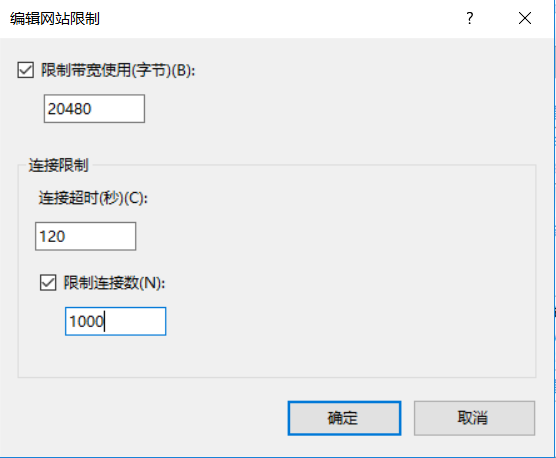 编辑网站限制
限制带宽使用(字节)(B):
20480
连接限制
连接超时(秒)(C):
120
限制连接数(N):
1000
确定 取消